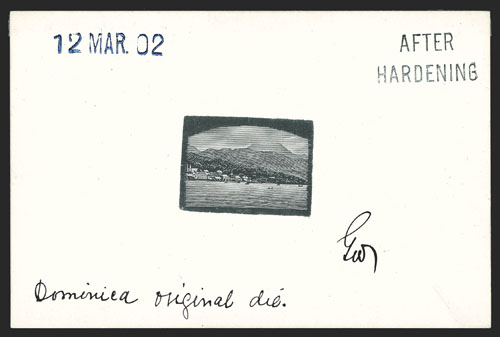 12 MAR. 02
AFTER
HARDENING
Dominica original die.